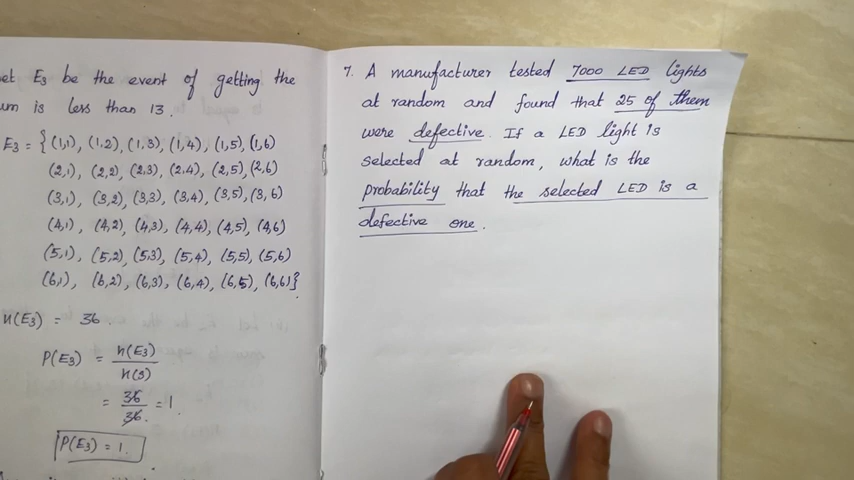 et E3 be the event of getting the
um is less than 13.
E3 = {(1,1), (1,2), (1,3), (1,4), (1,5), (1,6)
(2,1), (2,2), (2,3), (2,4), (2,5), (2,6)
(3,1), (3,2), (3,3), (3,4), (3,5), (3,6)
(4,1), (4,2), (4,3), (4,4), (4,5), (4,6)
(5,1), (5,2), (5,3), (5,4), (5,5), (5,6)
(6,1), (6,2), (6,3), (6,4), (6,5), (6,6)}
n(E3) = 36.
P(E3) = n(E3)/n(S)
= 36/36 = 1.
P(E3) = 1.
7. A manufacturer tested 7000 LED lights
at random and found that 25 of them
were defective. If a LED light is
selected at random, what is the
probability that the selected LED is a
defective one.